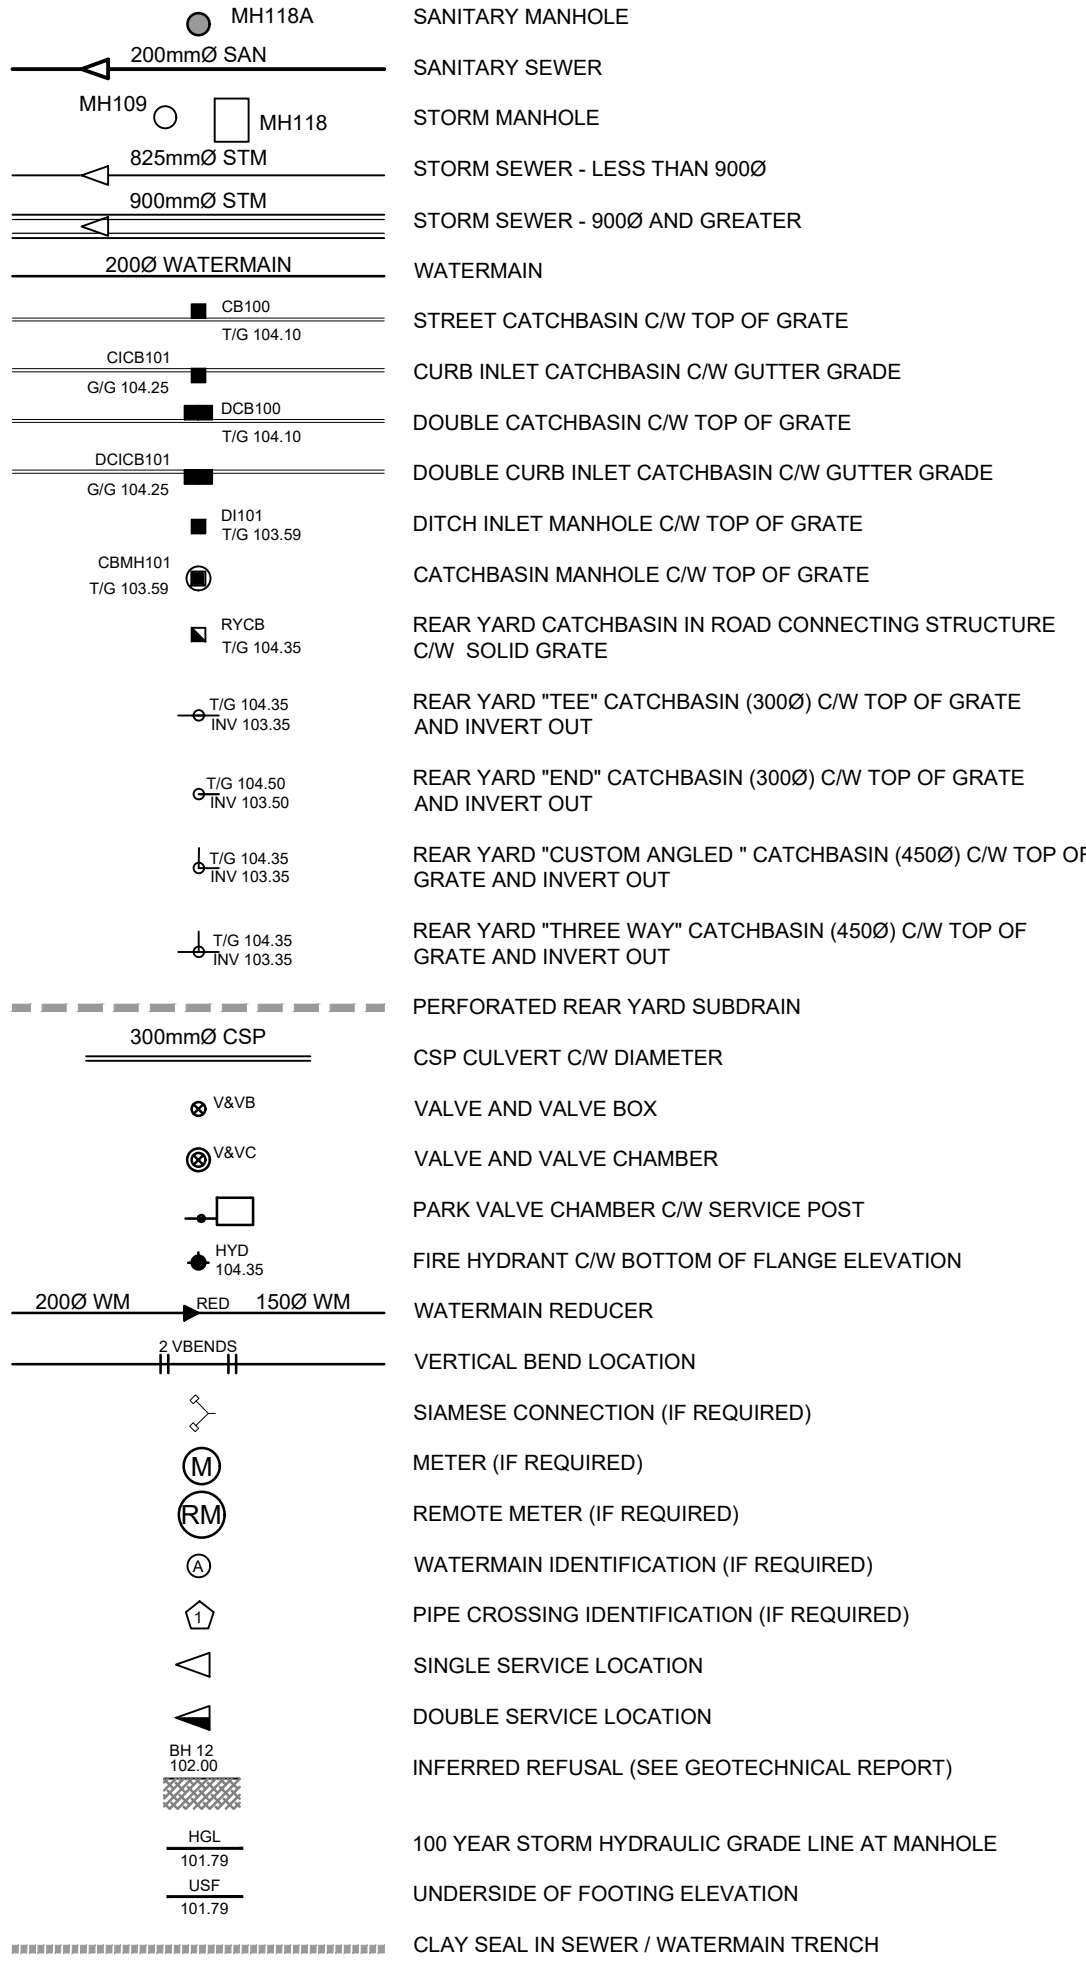 MH118A SANITARY MANHOLE
200mmØ SAN SANITARY SEWER
MH109 MH118 STORM MANHOLE
825mmØ STM STORM SEWER - LESS THAN 900Ø
900mmØ STM STORM SEWER - 900Ø AND GREATER
200Ø WATERMAIN WATERMAIN
CB100
T/G 104.10
STREET CATCHBASIN C/W TOP OF GRATE
CICB101
G/G 104.25
CURB INLET CATCHBASIN C/W GUTTER GRADE
DCB100
T/G 104.10
DOUBLE CATCHBASIN C/W TOP OF GRATE
DCICB101
G/G 104.25
DOUBLE CURB INLET CATCHBASIN C/W GUTTER GRADE
DI101
T/G 103.59
DITCH INLET MANHOLE C/W TOP OF GRATE
CBMH101
T/G 103.59
CATCHBASIN MANHOLE C/W TOP OF GRATE
RYCB
T/G 104.35
REAR YARD CATCHBASIN IN ROAD CONNECTING STRUCTURE
C/W SOLID GRATE
T/G 104.35
INV 103.35
REAR YARD "TEE" CATCHBASIN (300Ø) C/W TOP OF GRATE
AND INVERT OUT
T/G 104.50
INV 103.50
REAR YARD "END" CATCHBASIN (300Ø) C/W TOP OF GRATE
AND INVERT OUT
T/G 104.35
INV 103.35
REAR YARD "CUSTOM ANGLED " CATCHBASIN (450Ø) C/W TOP OF
GRATE AND INVERT OUT
T/G 104.35
INV 103.35
REAR YARD "THREE WAY" CATCHBASIN (450Ø) C/W TOP OF
GRATE AND INVERT OUT
PERFORATED REAR YARD SUBDRAIN
300mmØ CSP CSP CULVERT C/W DIAMETER
V&VB VALVE AND VALVE BOX
V&VC VALVE AND VALVE CHAMBER
PARK VALVE CHAMBER C/W SERVICE POST
HYD
104.35
FIRE HYDRANT C/W BOTTOM OF FLANGE ELEVATION
200Ø WM RED 150Ø WM WATERMAIN REDUCER
2 VBENDS VERTICAL BEND LOCATION
SIAMESE CONNECTION (IF REQUIRED)
M METER (IF REQUIRED)
RM REMOTE METER (IF REQUIRED)
A WATERMAIN IDENTIFICATION (IF REQUIRED)
1 PIPE CROSSING IDENTIFICATION (IF REQUIRED)
SINGLE SERVICE LOCATION
DOUBLE SERVICE LOCATION
BH 12
102.00
INFERRED REFUSAL (SEE GEOTECHNICAL REPORT)
HGL
101.79
100 YEAR STORM HYDRAULIC GRADE LINE AT MANHOLE
USF
101.79
UNDERSIDE OF FOOTING ELEVATION
CLAY SEAL IN SEWER / WATERMAIN TRENCH